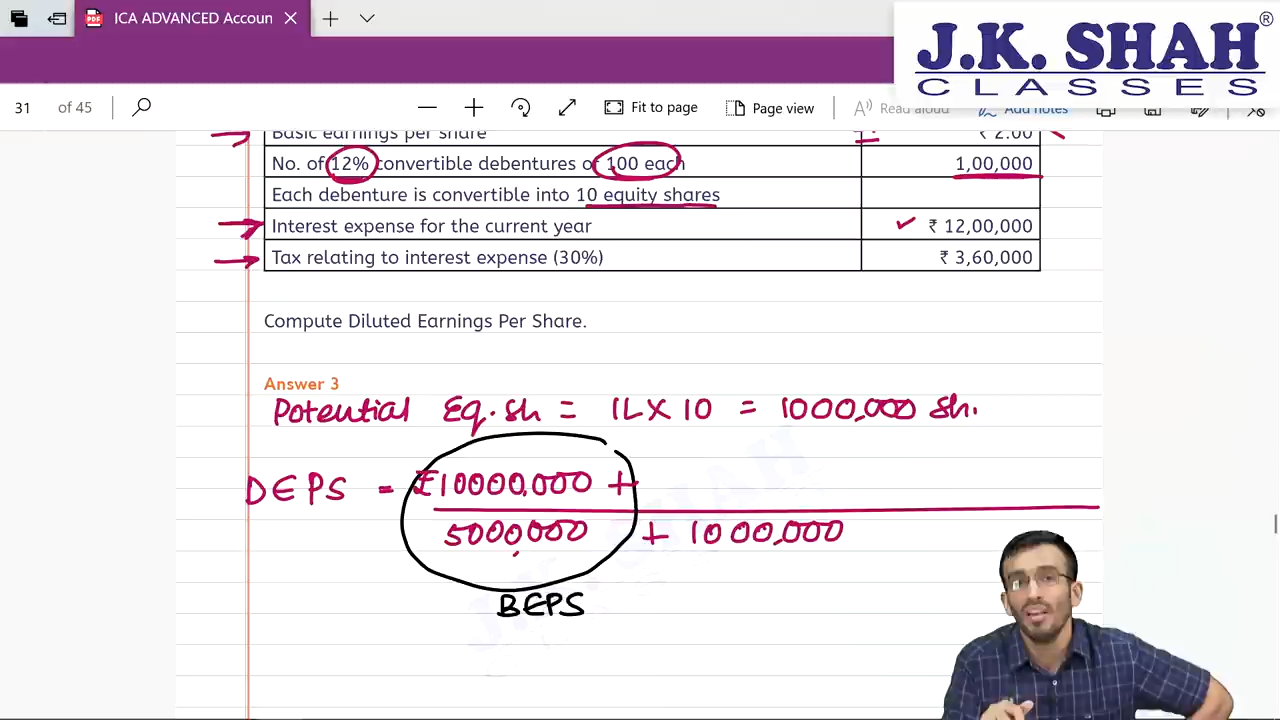 ICA ADVANCED Accoun
J.K. SHAH®
CLASSES
31 of 45
Fit to page
Page view
Read aloud
Add notes
Basic earnings per share ₹ 2.00
No. of 12% convertible debentures of 100 each 1,00,000
Each debenture is convertible into 10 equity shares
Interest expense for the current year ₹ 12,00,000
Tax relating to interest expense (30%) ₹ 3,60,000
Compute Diluted Earnings Per Share.
Answer 3
Potential Eq. sh = 1L X 10 = 1000,000 sh.
DEPS = ₹10000,000 +
5000,000 + 1000,000
BEPS